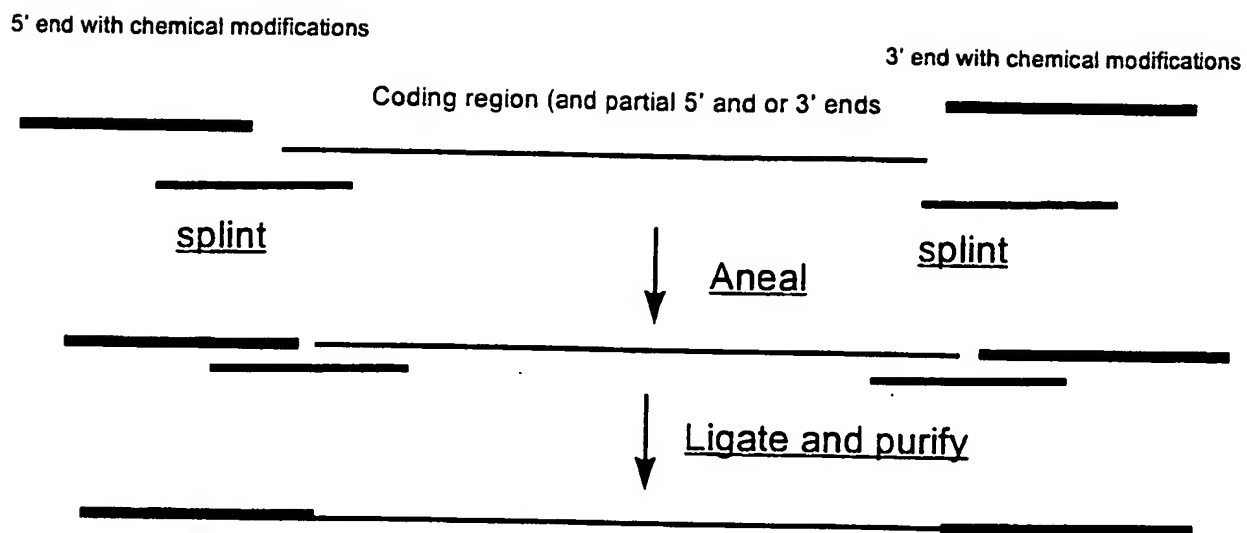 5' end with chemical modifications
3' end with chemical modifications
Coding region (and partial 5' and or 3' ends
splint
splint
Aneal
Ligate and purify